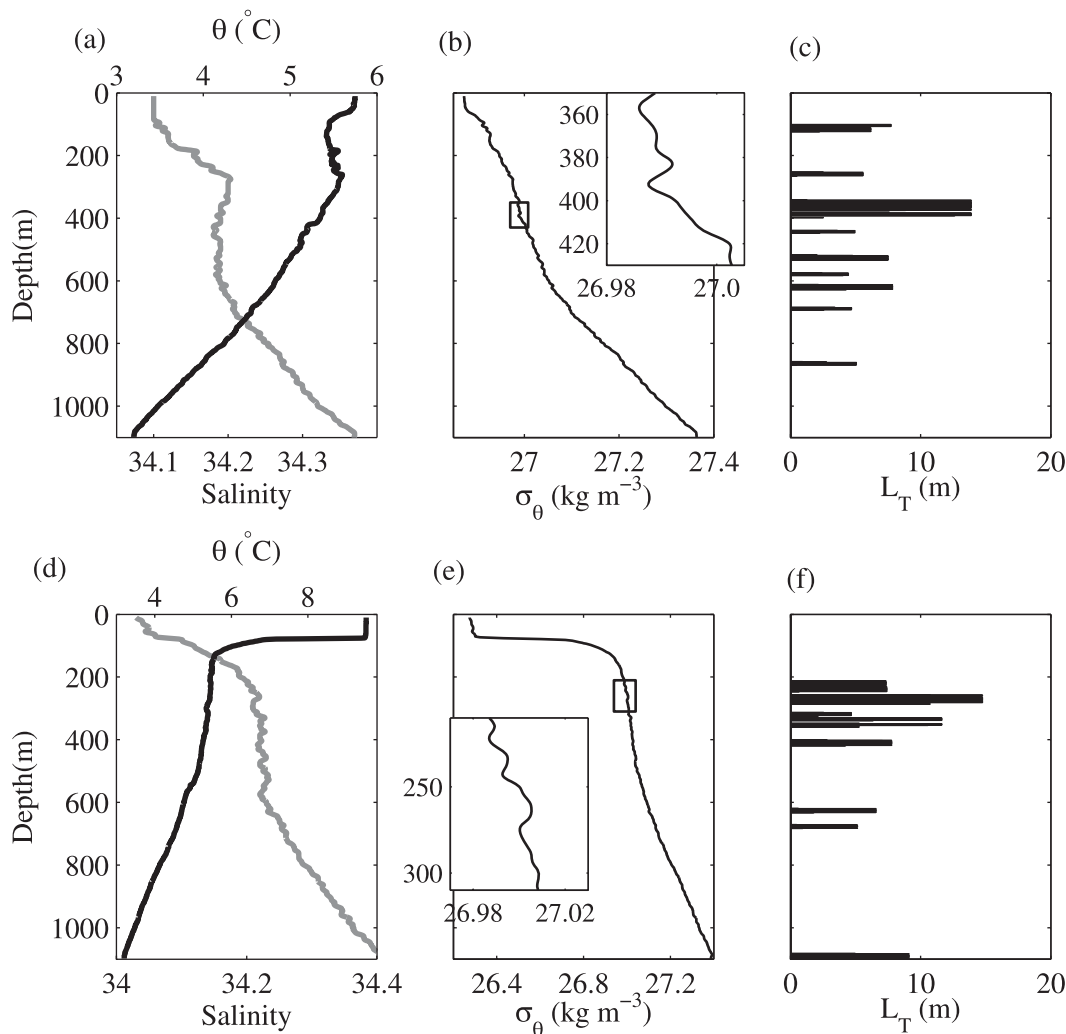 (a)
θ (°C)
3 4 5 6
0
200
400
600
800
1000
Depth(m)
34.1 34.2 34.3
Salinity
(b)
360
380
400
420
26.98 27.0
27 27.2 27.4
σθ (kg m−3)
(c)
0 10 20
LT (m)
(d)
θ (°C)
4 6 8
0
200
400
600
800
1000
Depth(m)
34 34.2 34.4
Salinity
(e)
250
300
26.98 27.02
26.4 26.8 27.2
σθ (kg m−3)
(f)
0 10 20
LT (m)